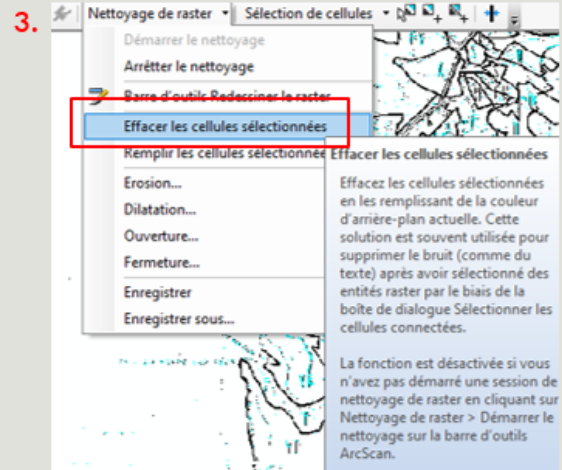 3.
Nettoyage de raster Sélection de cellules
Démarrer le nettoyage
Arrêtter le nettoyage
Barre d'outils Redessiner le raster
Effacer les cellules sélectionnées
Remplir les cellules sélectionnée
Erosion...
Dilatation...
Ouverture...
Fermeture...
Enregistrer
Enregistrer sous...
Effacer les cellules sélectionnées
Effacez les cellules sélectionnées
en les remplissant de la couleur
d'arrière-plan actuelle. Cette
solution est souvent utilisée pour
supprimer le bruit (comme du
texte) après avoir sélectionné des
entités raster par le biais de la
boîte de dialogue Sélectionner les
cellules connectées.
La fonction est désactivée si vous
n'avez pas démarré une session de
nettoyage de raster en cliquant sur
Nettoyage de raster > Démarrer le
nettoyage sur la barre d'outils
ArcScan.